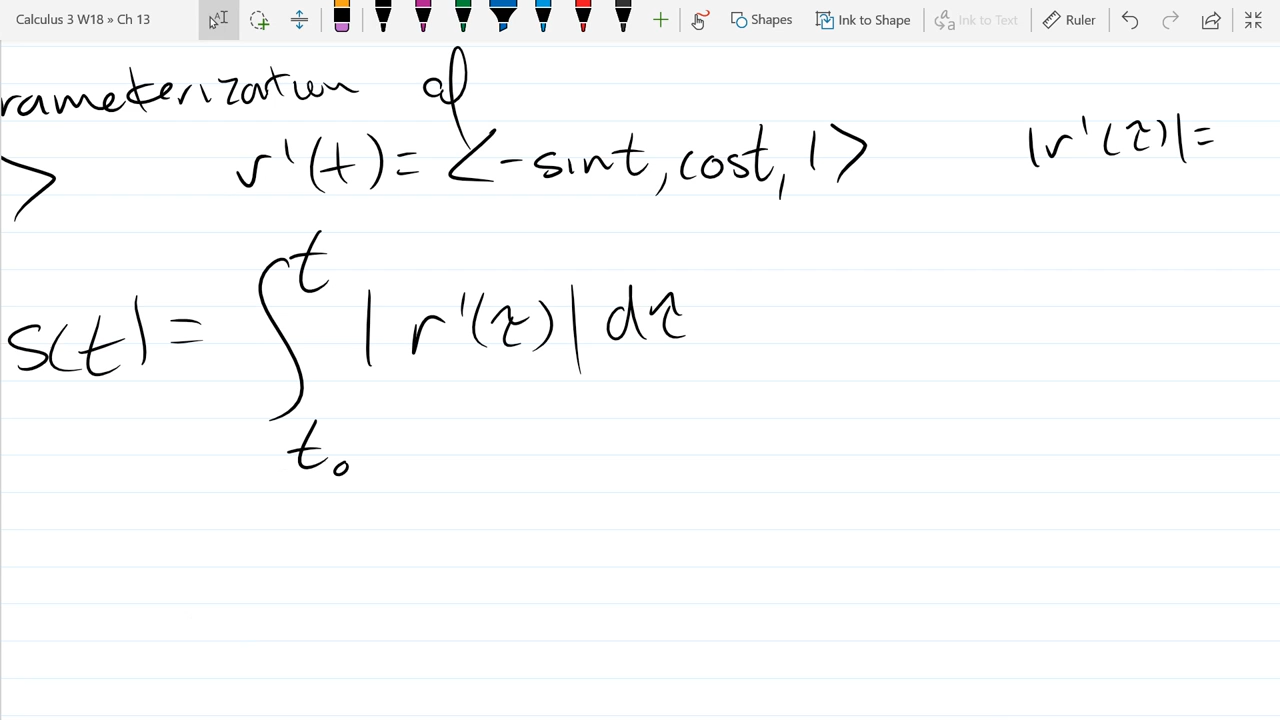 Calculus 3 W18 » Ch 13
Shapes
Ink to Shape
Ink to Text
Ruler
rameterization of
> r'(t) = <-sint, cost, 1> |r'(τ)| =
s(t) = ∫ t t₀ |r'(τ)| dτ